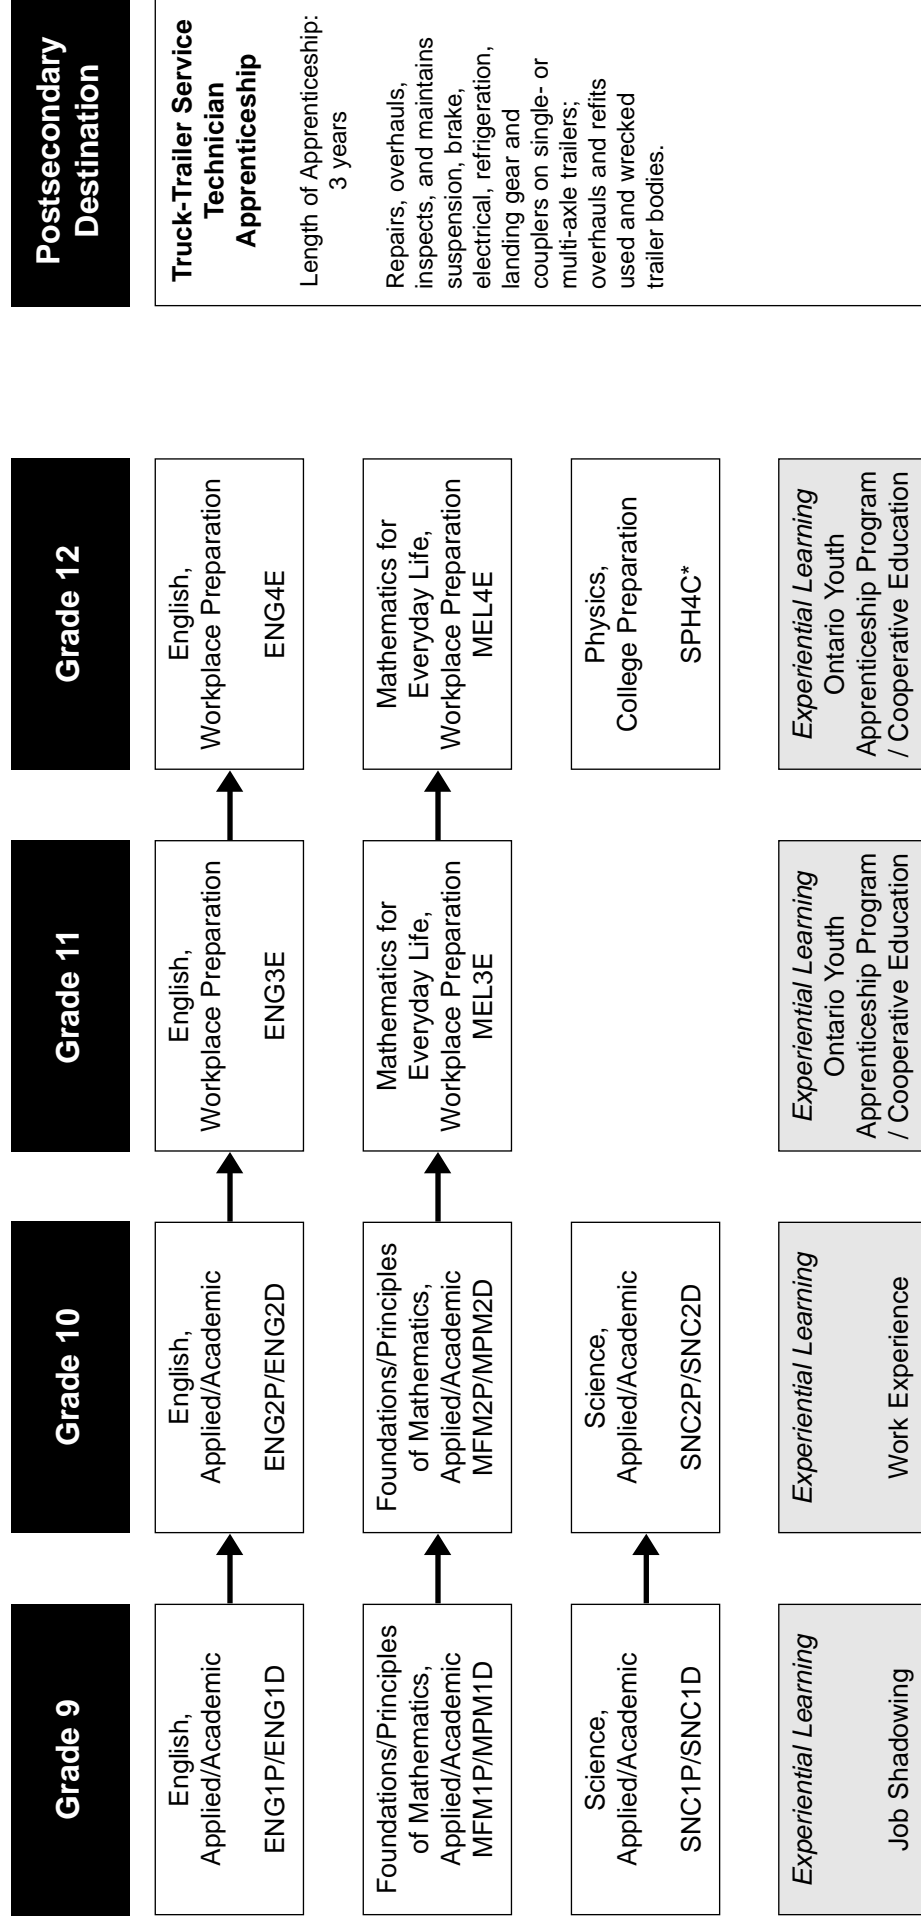 Grade 9
Grade 10
Grade 11
Grade 12
Postsecondary
Destination
English,
Applied/Academic
ENG1P/ENG1D
English,
Applied/Academic
ENG2P/ENG2D
English,
Workplace Preparation
ENG3E
English,
Workplace Preparation
ENG4E
Truck-Trailer Service
Technician
Apprenticeship
Length of Apprenticeship:
3 years
Repairs, overhauls,
inspects, and maintains
suspension, brake,
electrical, refrigeration,
landing gear and
couplers on single- or
multi-axle trailers;
overhauls and refits
used and wrecked
trailer bodies.
Foundations/Principles
of Mathematics,
Applied/Academic
MFM1P/MPM1D
Foundations/Principles
of Mathematics,
Applied/Academic
MFM2P/MPM2D
Mathematics for
Everyday Life,
Workplace Preparation
MEL3E
Mathematics for
Everyday Life,
Workplace Preparation
MEL4E
Science,
Applied/Academic
SNC1P/SNC1D
Science,
Applied/Academic
SNC2P/SNC2D
Physics,
College Preparation
SPH4C*
Experiential Learning
Job Shadowing
Experiential Learning
Work Experience
Experiential Learning
Ontario Youth
Apprenticeship Program
/ Cooperative Education
Experiential Learning
Ontario Youth
Apprenticeship Program
/ Cooperative Education